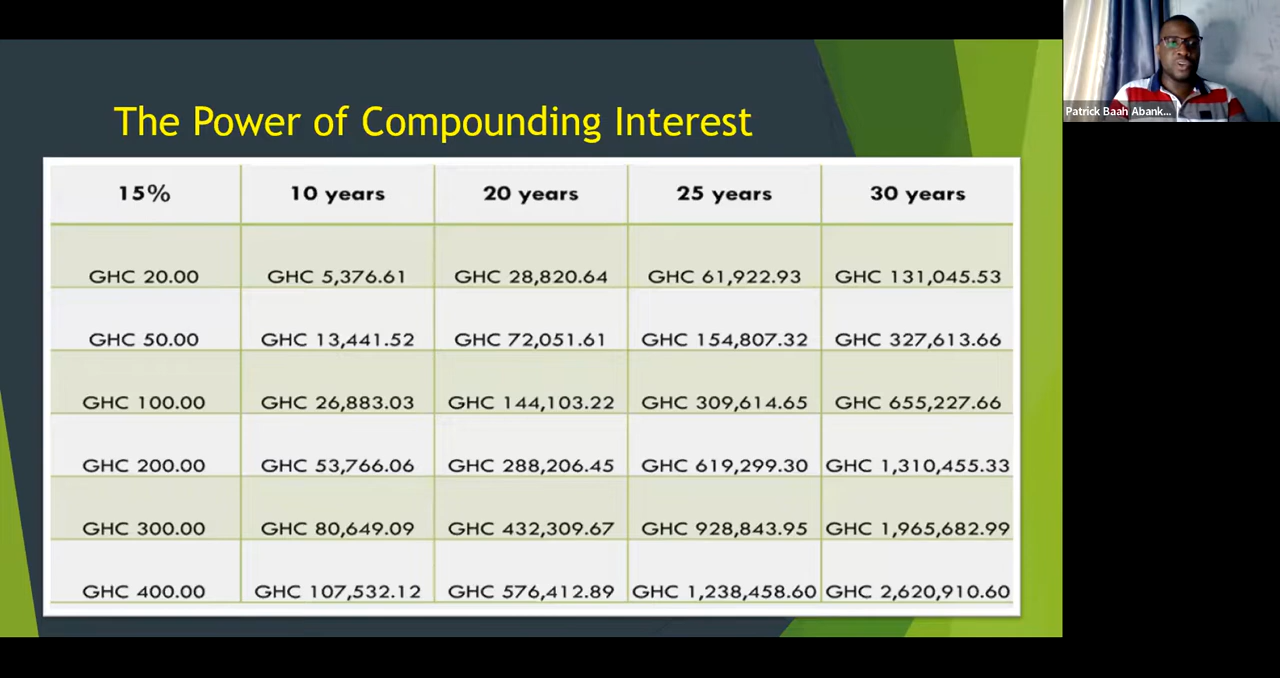 The Power of Compounding Interest
Patrick Baah Abank...
15% 10 years 20 years 25 years 30 years
GHC 20.00 GHC 5,376.61 GHC 28,820.64 GHC 61,922.93 GHC 131,045.53
GHC 50.00 GHC 13,441.52 GHC 72,051.61 GHC 154,807.32 GHC 327,613.66
GHC 100.00 GHC 26,883.03 GHC 144,103.22 GHC 309,614.65 GHC 655,227.66
GHC 200.00 GHC 53,766.06 GHC 288,206.45 GHC 619,299.30 GHC 1,310,455.33
GHC 300.00 GHC 80,649.09 GHC 432,309.67 GHC 928,843.95 GHC 1,965,682.99
GHC 400.00 GHC 107,532.12 GHC 576,412.89 GHC 1,238,458.60 GHC 2,620,910.60